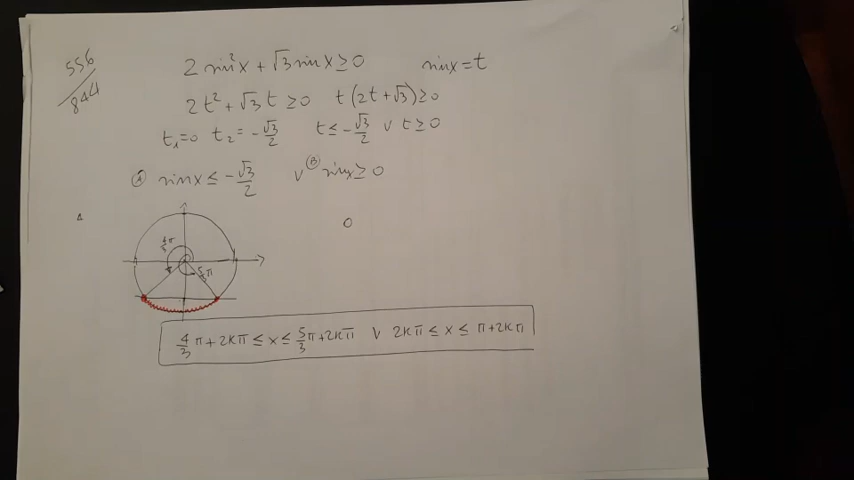 556/844
2 sin²x + √3 sin x ≥ 0 sin x = t
2t² + √3 t ≥ 0 t(2t + √3) ≥ 0
t₁ = 0 t₂ = -√3/2 t ≤ -√3/2 ∨ t ≥ 0
Ⓐ sin x ≤ -√3/2 ∨ Ⓑ sin x ≥ 0
4/3 π
5/3 π
4/3 π + 2kπ ≤ x ≤ 5/3 π + 2kπ ∨ 2kπ ≤ x ≤ π + 2kπ